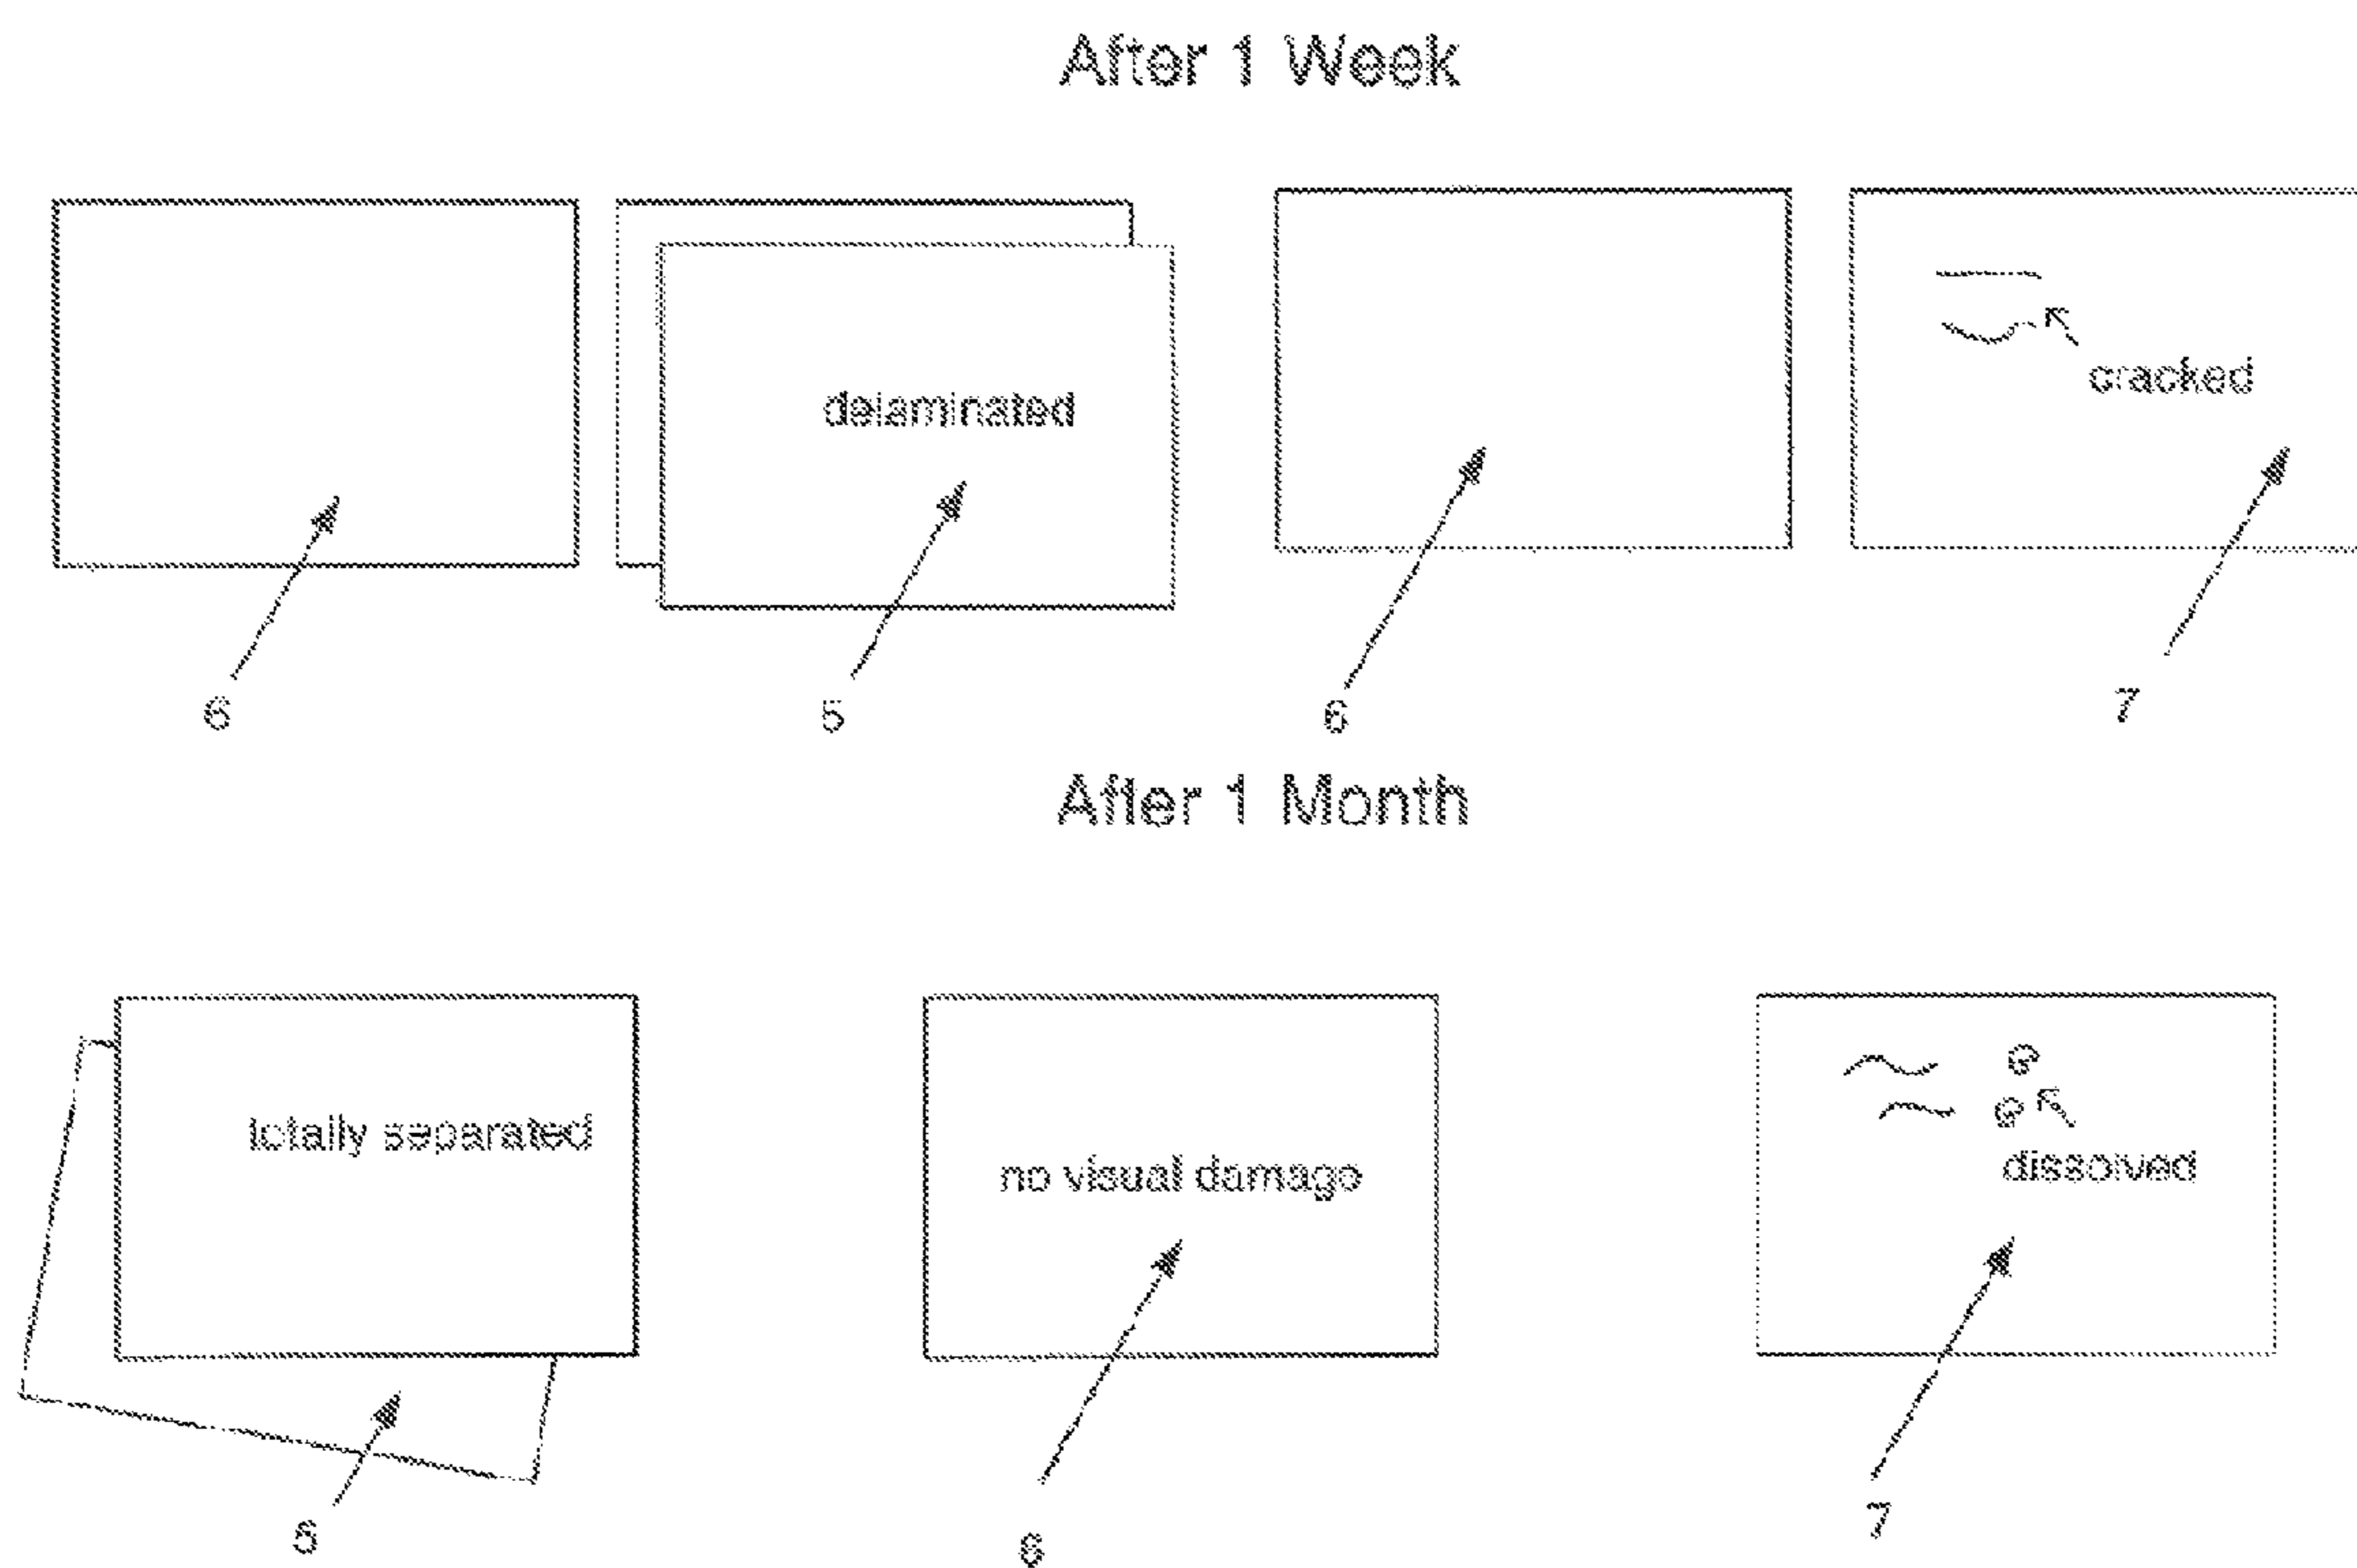 After 1 Week
delaminated
cracked
6
5
6
7
After 1 Month
totally separated
no visual damage
dissolved
5
6
7